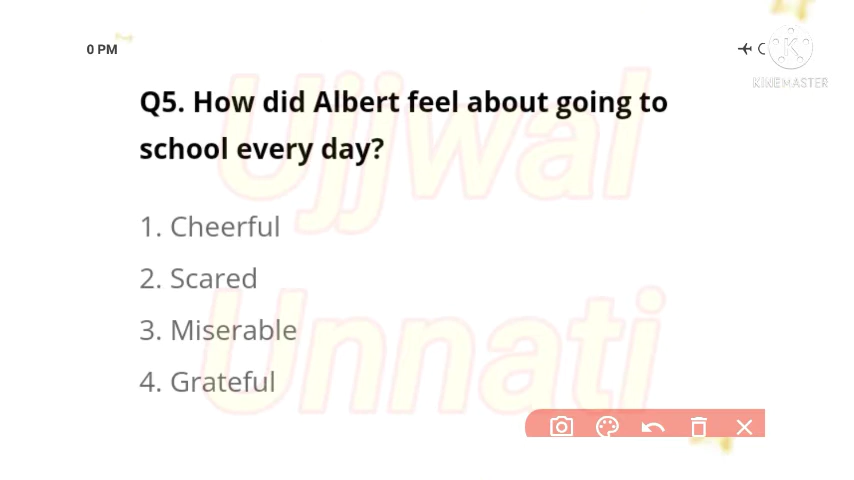 0 PM
KINEMASTER
Q5. How did Albert feel about going to
school every day?
Ujjwal
1. Cheerful
2. Scared
3. Miserable
4. Grateful
Unnati